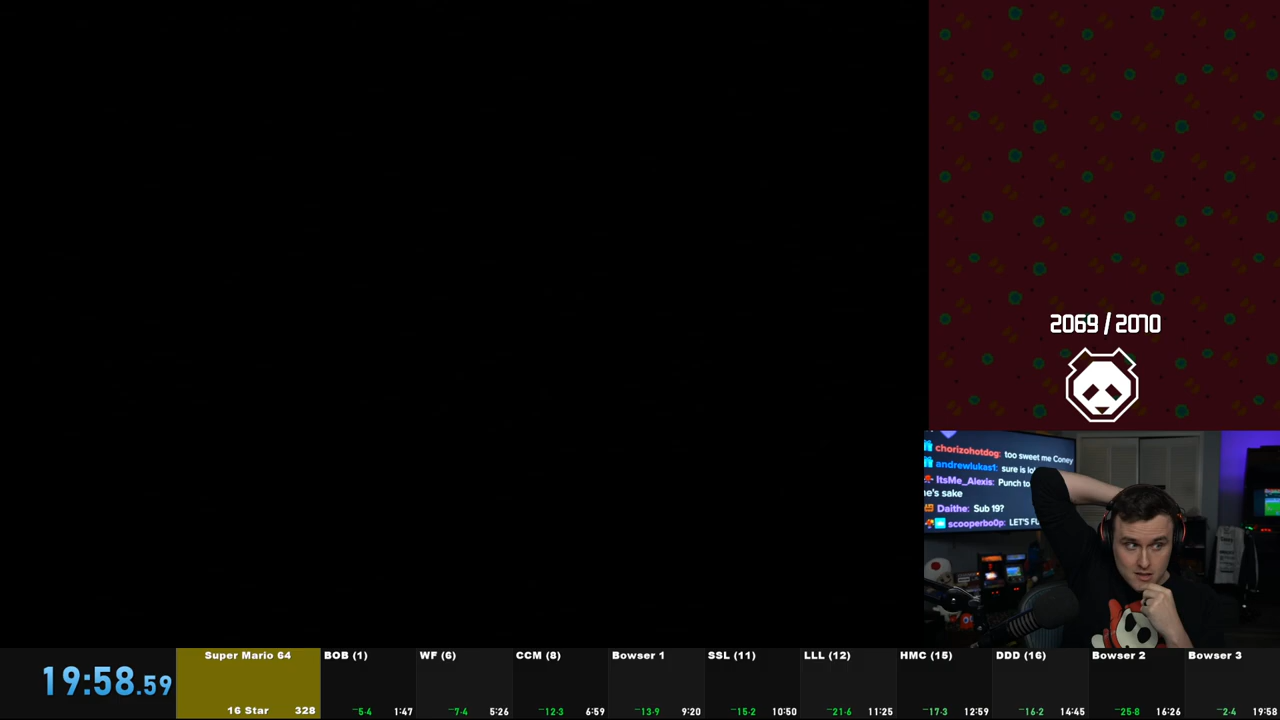 2069 / 2070
chorizohotdog: too sweet me Coney
andrewlukas1: sure is lo
ItsMe_Alexis: Punch to
e's sake
Daithe: Sub 19?
scooperbo0p: LET'S FU
19:58.59
Super Mario 64
16 Star 328
BOB (1)
-5.4 1:47
WF (6)
-7.4 5:26
CCM (8)
-12.3 6:59
Bowser 1
-13.9 9:20
SSL (11)
-15.2 10:50
LLL (12)
-21.6 11:25
HMC (15)
-17.3 12:59
DDD (16)
-16.2 14:45
Bowser 2
-25.8 16:26
Bowser 3
-2.4 19:58